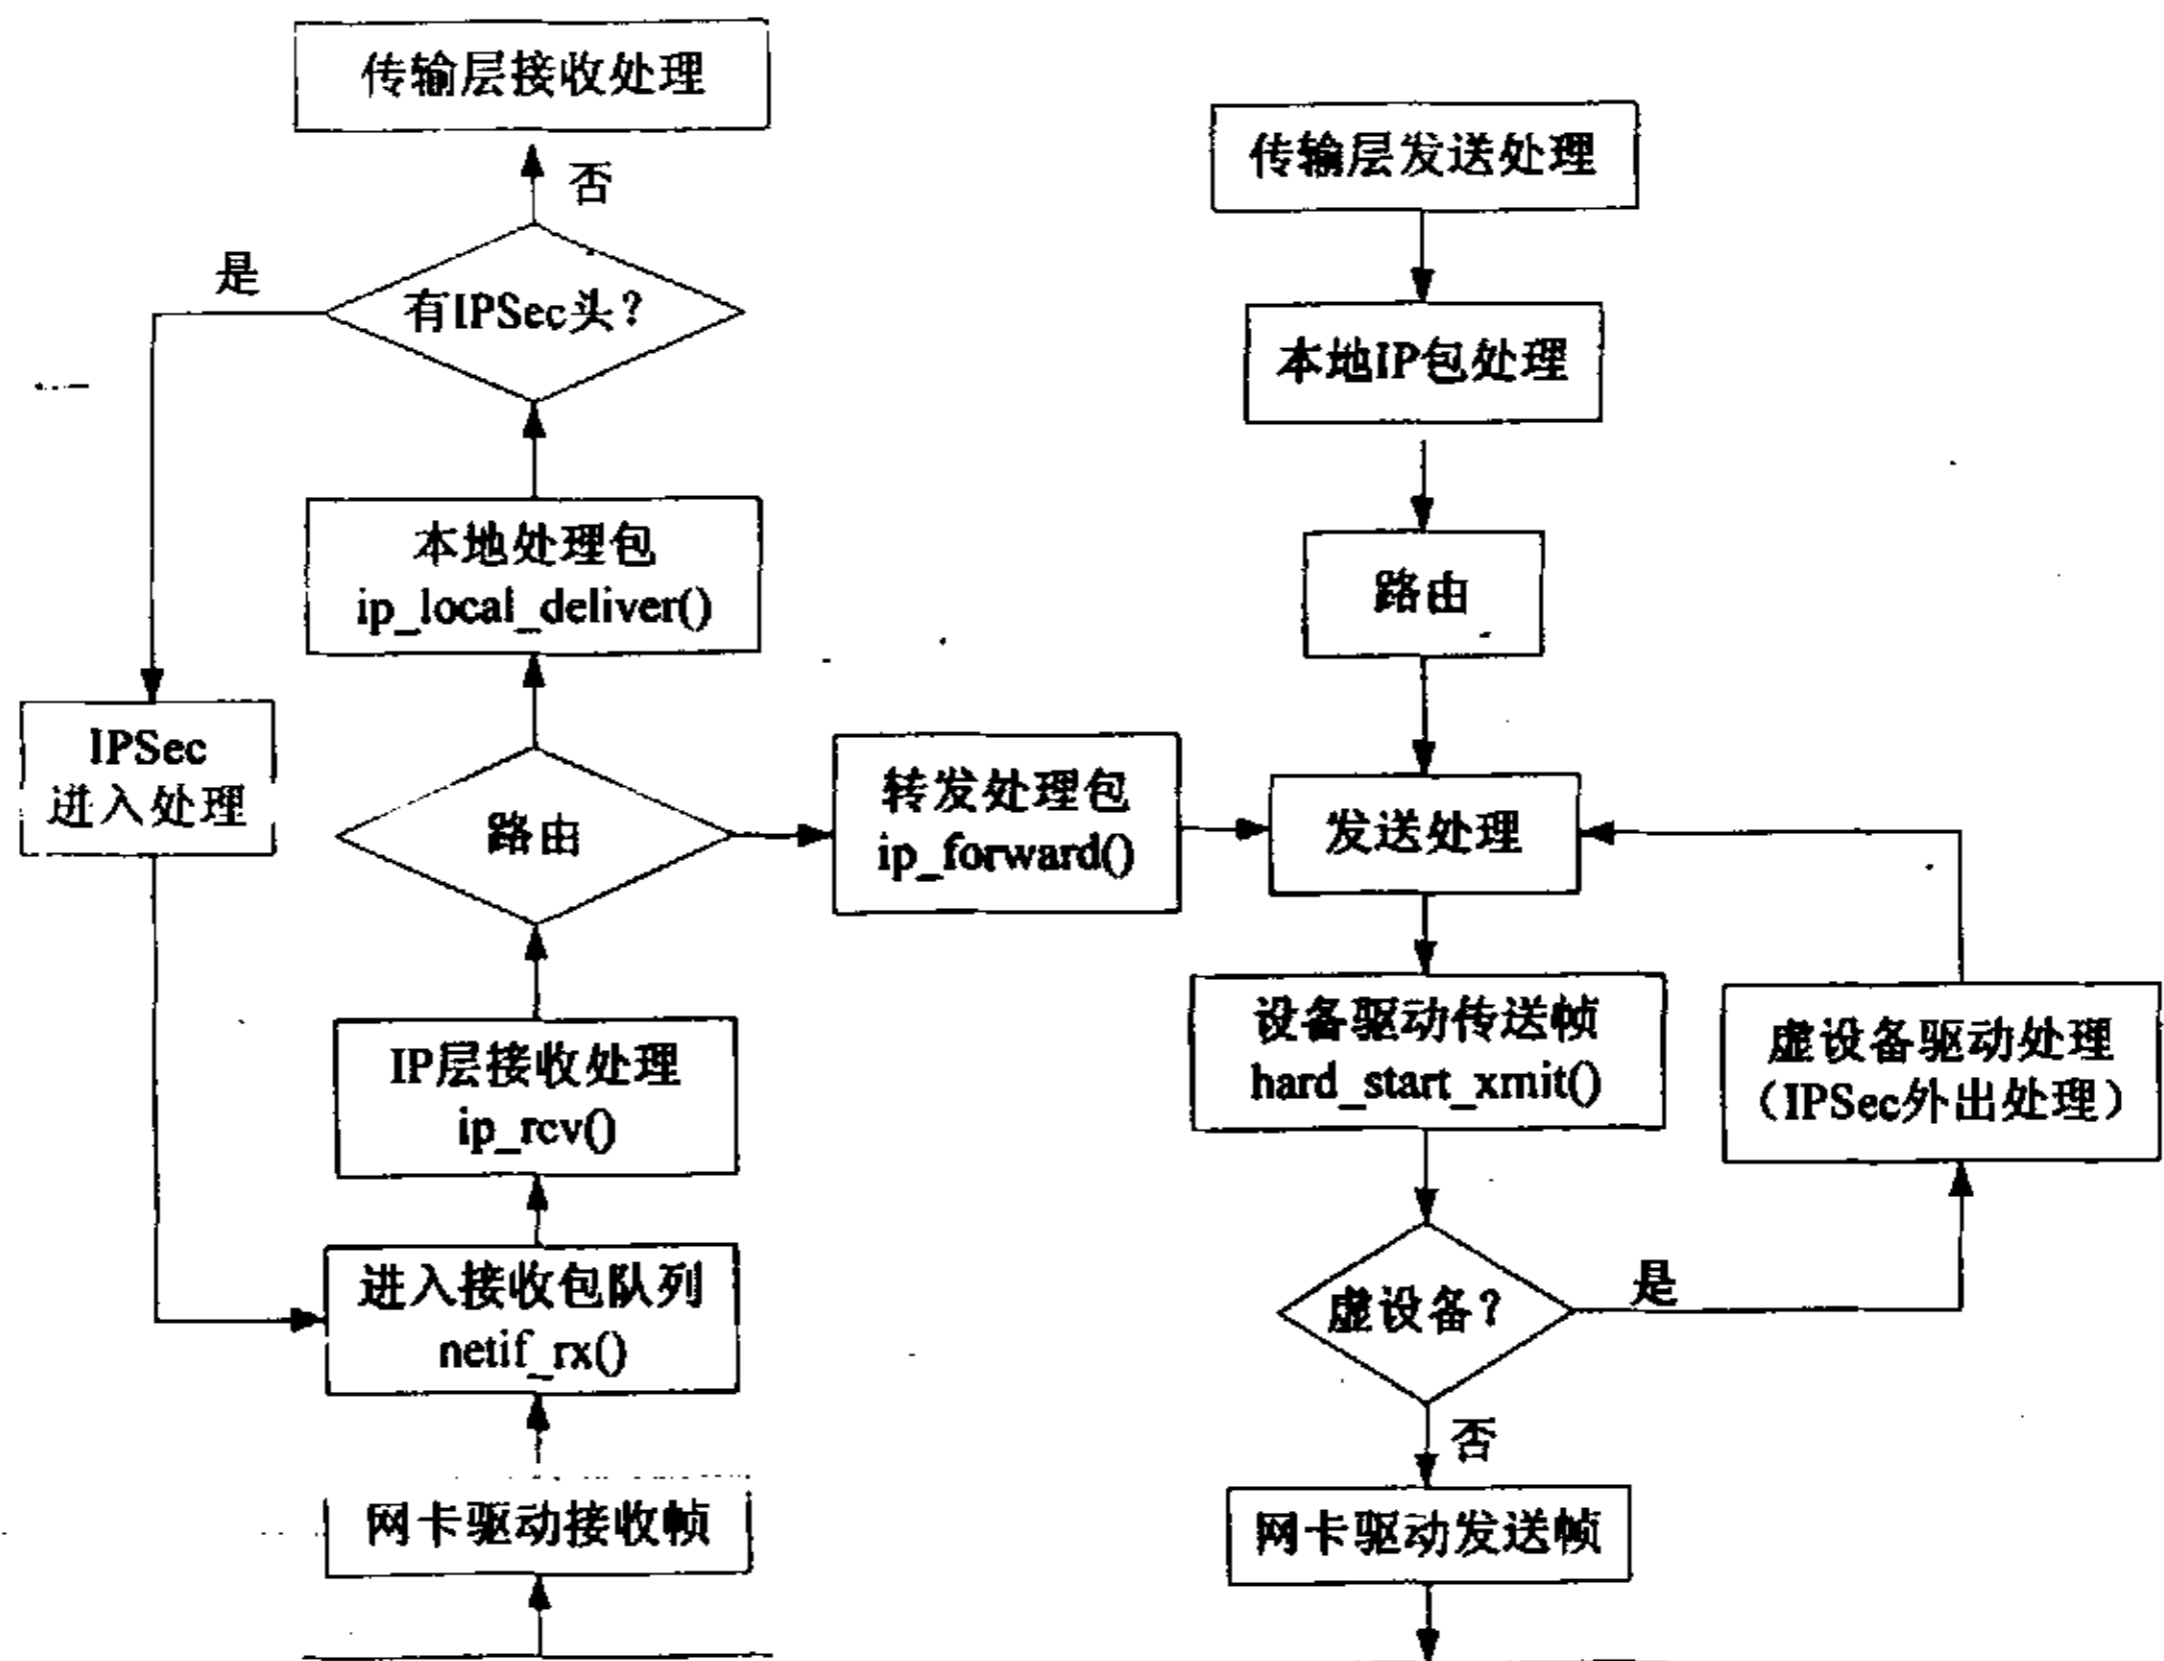 传输层接收处理
否
是
有IPSec头?
本地处理包
ip_local_deliver()
IPSec
进入处理
路由
转发处理包
ip_forward()
IP层接收处理
ip_rcv()
进入接收包队列
netif_rx()
网卡驱动接收帧
传输层发送处理
本地IP包处理
路由
发送处理
设备驱动传送帧
hard_start_xmit()
虚设备驱动处理
(IPSec外出处理)
虚设备?
是
否
网卡驱动发送帧